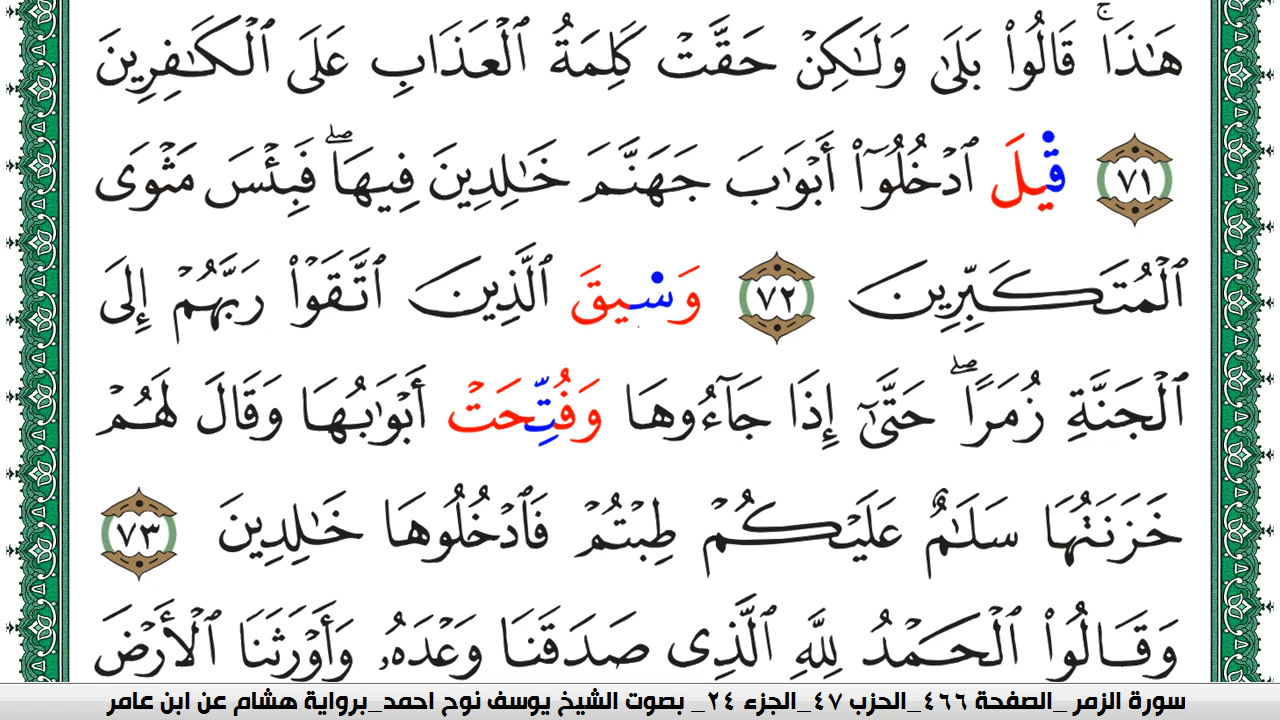 هَٰذَاۚ قَالُواْ بَلَىٰ وَلَٰكِنۡ حَقَّتۡ كَلِمَةُ ٱلۡعَذَابِ عَلَى ٱلۡكَٰفِرِينَ
٧١ قِيلَ ٱدۡخُلُوٓاْ أَبۡوَٰبَ جَهَنَّمَ خَٰلِدِينَ فِيهَاۖ فَبِئۡسَ مَثۡوَى
ٱلۡمُتَكَبِّرِينَ ٧٢ وَسِيقَ ٱلَّذِينَ ٱتَّقَوۡاْ رَبَّهُمۡ إِلَى
ٱلۡجَنَّةِ زُمَرًاۖ حَتَّىٰٓ إِذَا جَآءُوهَا وَفُتِّحَتۡ أَبۡوَٰبُهَا وَقَالَ لَهُمۡ
خَزَنَتُهَا سَلَٰمٌ عَلَيۡكُمۡ طِبۡتُمۡ فَٱدۡخُلُوهَا خَٰلِدِينَ ٧٣
وَقَالُواْ ٱلۡحَمۡدُ لِلَّهِ ٱلَّذِي صَدَقَنَا وَعۡدَهُۥ وَأَوۡرَثَنَا ٱلۡأَرۡضَ
سورة الزمر _الصفحة ٤٦٦_الحزب ٤٧_الجزء ٢٤_ بصوت الشيخ يوسف نوح احمد_برواية هشام عن ابن عامر